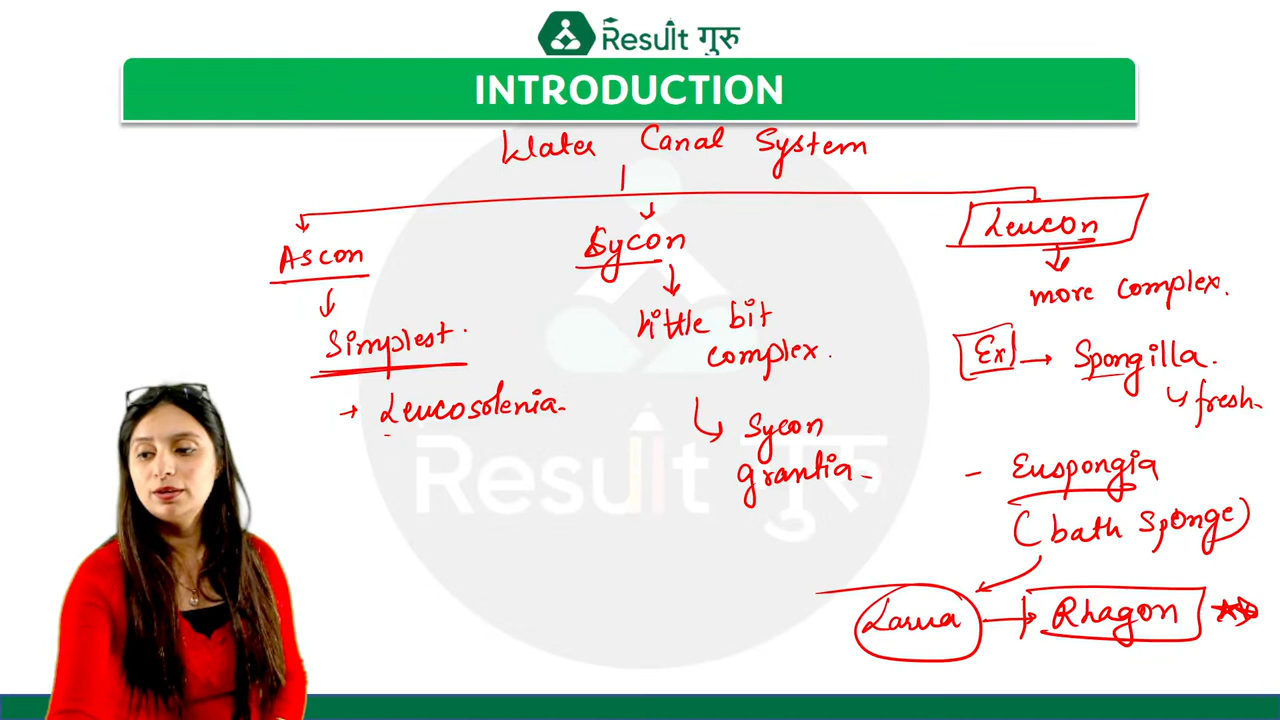 Result गुरु
INTRODUCTION
Water Canal System
Ascon
Sycon
Leucon
Simplest.
Little bit
complex.
more complex.
Ex → Spongilla.
fresh-
→ Leucosolenia-
Sycon
grantia-
- Euspongia
(bath Sponge)
Larva → Rhagon
Result गुरु